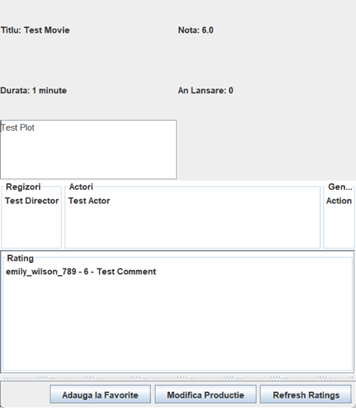 Titlu: Test Movie
Nota: 6.0
Durata: 1 minute
An Lansare: 0
Test Plot
Regizori
Actori
Gen...
Test Director
Test Actor
Action
Rating
emily_wilson_789 - 6 - Test Comment
Adauga la Favorite
Modifica Productie
Refresh Ratings